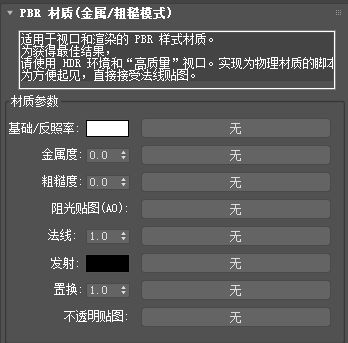 PBR 材质(金属/粗糙模式)
适用于视口和渲染的 PBR 样式材质。
为获得最佳结果,
请使用 HDR 环境和“高质量”视口。实现为物理材质的脚本
为方便起见，直接接受法线贴图。
材质参数
基础/反照率: 无
金属度: 0.0 无
粗糙度: 0.0 无
阻光贴图(AO): 无
法线: 1.0 无
发射: 无
置换: 1.0 无
不透明贴图: 无